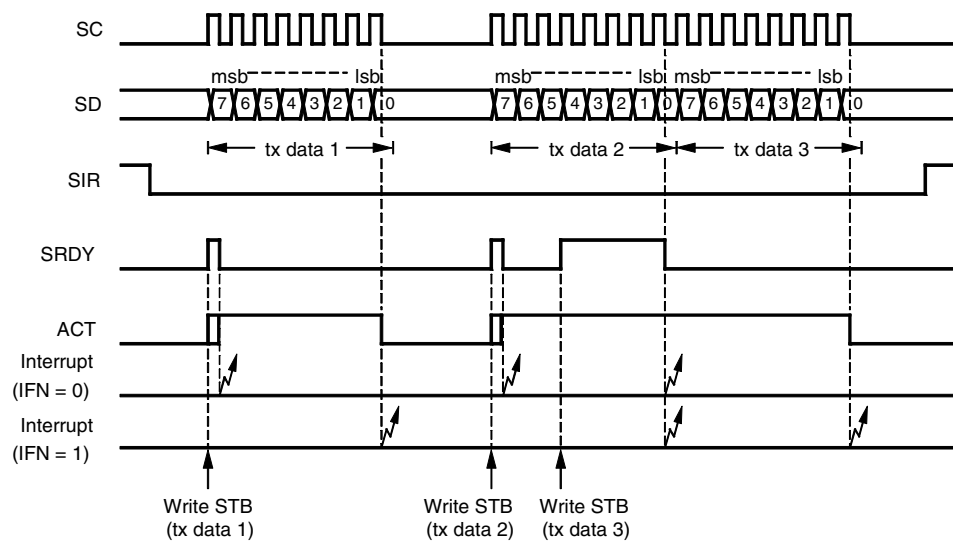 SC
msb lsb msb lsb
SD 7 6 5 4 3 2 1 0 7 6 5 4 3 2 1 0 7 6 5 4 3 2 1 0
tx data 1 tx data 2 tx data 3
SIR
SRDY
ACT
Interrupt
(IFN = 0)
Interrupt
(IFN = 1)
Write STB
(tx data 1)
Write STB
(tx data 2)
Write STB
(tx data 3)